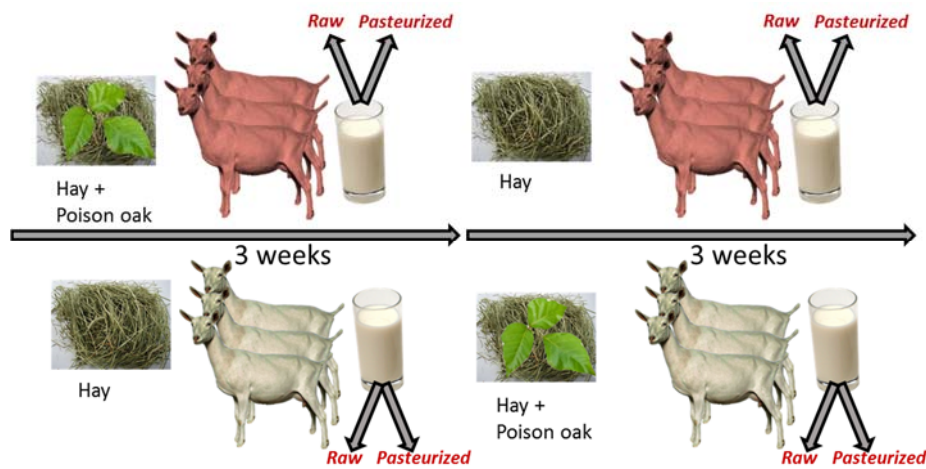 Raw Pasteurized
Raw Pasteurized
Hay +
Poison oak
Hay
3 weeks
3 weeks
Hay
Hay +
Poison oak
Raw Pasteurized
Raw Pasteurized